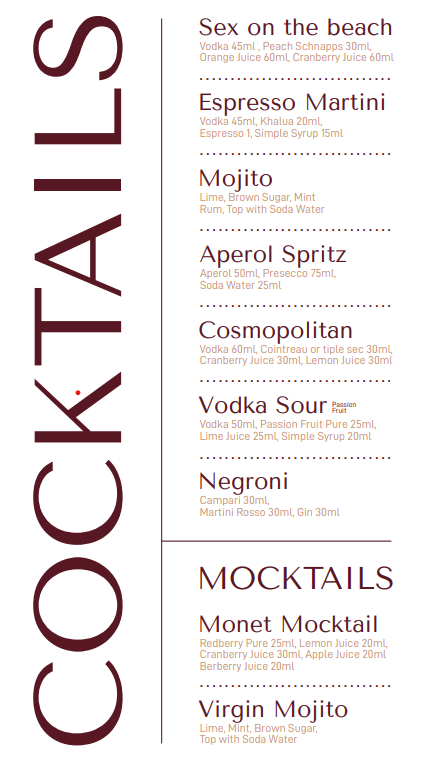 COCKTAILS
Sex on the beach
Vodka 45ml , Peach Schnapps 30ml,
Orange Juice 60ml, Cranberry Juice 60ml
Espresso Martini
Vodka 45ml, Khalua 20ml,
Espresso 1, Simple Syrup 15ml
Mojito
Lime, Brown Sugar, Mint
Rum, Top with Soda Water
Aperol Spritz
Aperol 50ml, Presecco 75ml,
Soda Water 25ml
Cosmopolitan
Vodka 60ml, Cointreau or tiple sec 30ml,
Cranberry Juice 30ml, Lemon Juice 30ml
Vodka Sour Passion
Fruit
Vodka 50ml, Passion Fruit Pure 25ml,
Lime Juice 25ml, Simple Syrup 20ml
Negroni
Campari 30ml,
Martini Rosso 30ml, Gin 30ml
MOCKTAILS
Monet Mocktail
Redberry Pure 25ml, Lemon Juice 20ml,
Cranberry Juice 30ml, Apple Juice 20ml
Berberry Juice 20ml
Virgin Mojito
Lime, Mint, Brown Sugar,
Top with Soda Water